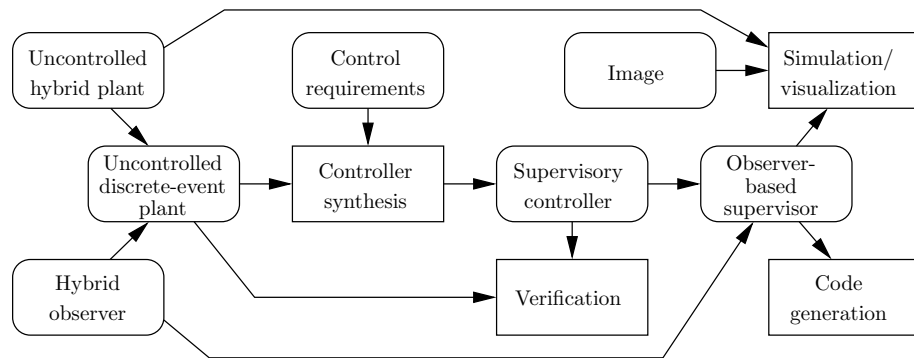 Uncontrolled
hybrid plant
Control
requirements
Image
Simulation/
visualization
Uncontrolled
discrete-event
plant
Controller
synthesis
Supervisory
controller
Observer-
based
supervisor
Hybrid
observer
Verification
Code
generation